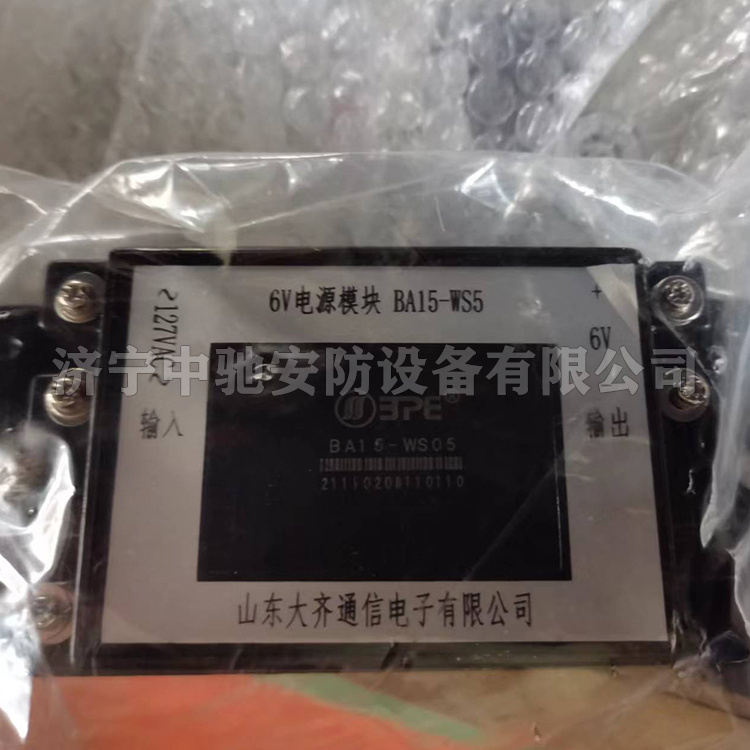 6V电源模块 BA15-WS5
~127VAC~
输入
+
6V
输出
BPE®
BA15-WS05
21110208110110
山东大齐通信电子有限公司
济宁中驰安防设备有限公司